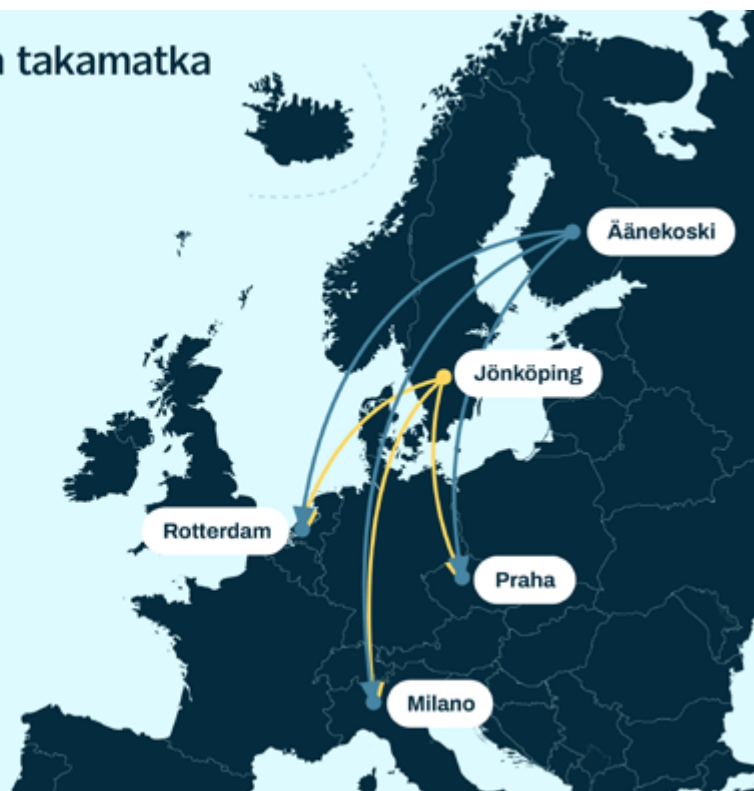 takamatka
Äänekoski
Jönköping
Rotterdam
Praha
Milano